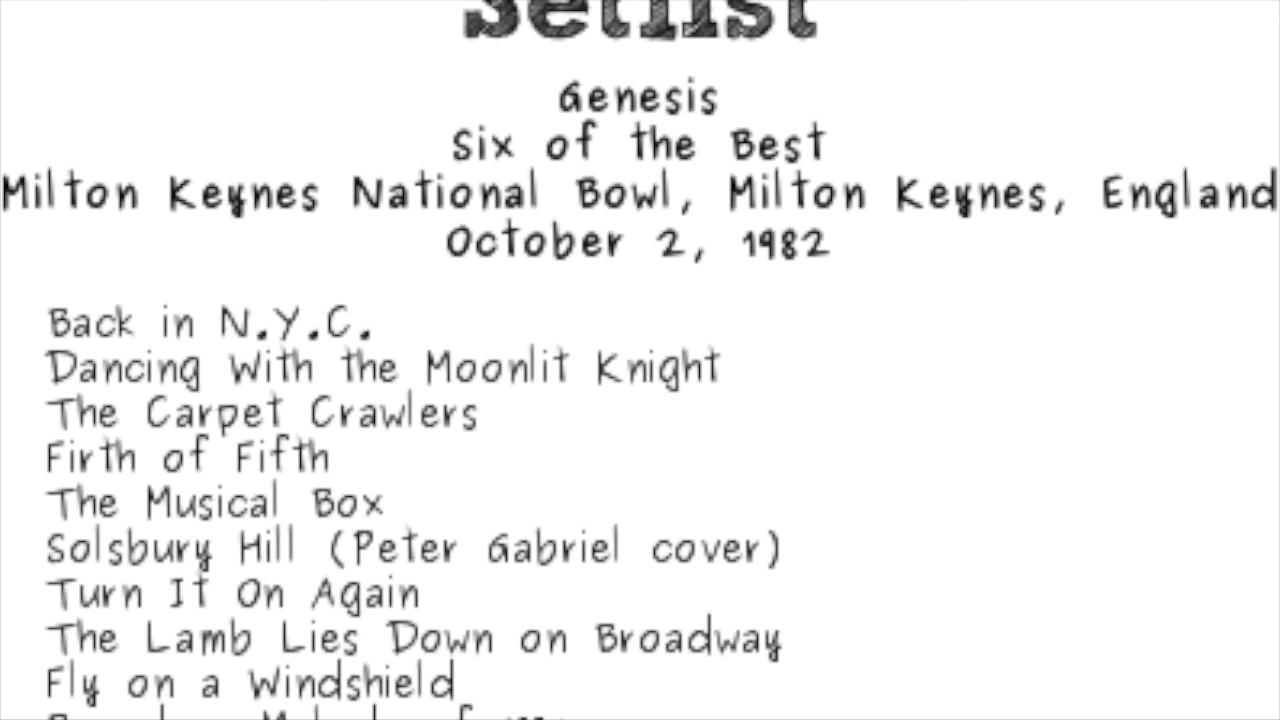 Setlist
Genesis
Six of the Best
Milton Keynes National Bowl, Milton Keynes, England
October 2, 1982
Back in N.Y.C.
Dancing With the Moonlit Knight
The Carpet Crawlers
Firth of Fifth
The Musical Box
Solsbury Hill (Peter Gabriel cover)
Turn It On Again
The Lamb Lies Down on Broadway
Fly on a Windshield